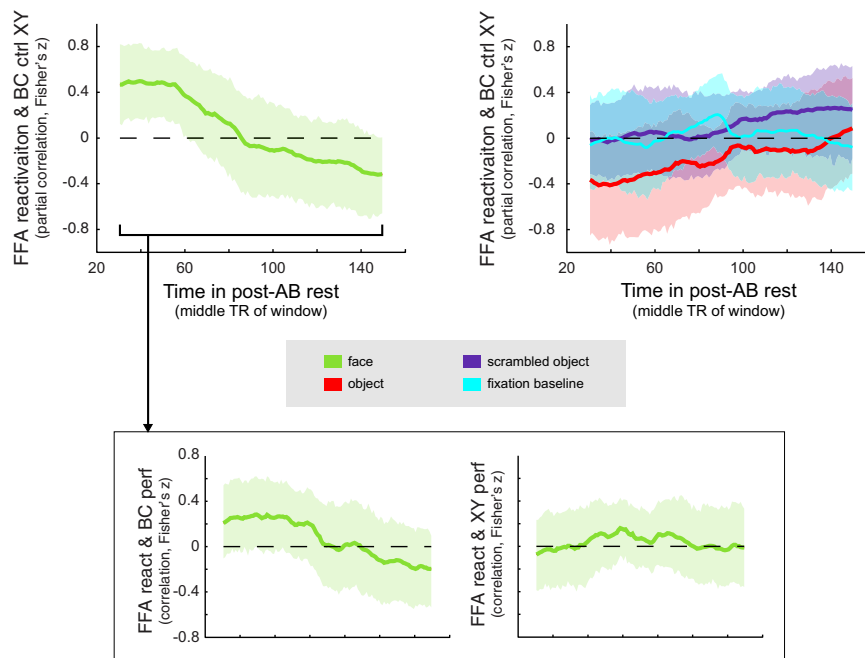 FFA reactivaiton & BC ctrl XY
(partial correlation, Fisher's z)
0.8
0.4
0
-0.4
-0.8
20
60
100
140
Time in post-AB rest
(middle TR of window)
FFA reactivaiton & BC ctrl XY
(partial correlation, Fisher's z)
0.8
0.4
0
-0.4
-0.8
20
60
100
140
Time in post-AB rest
(middle TR of window)
face
scrambled object
object
fixation baseline
FFA react & BC perf
(correlation, Fisher's z)
0.8
0.4
0
-0.4
-0.8
FFA react & XY perf
(correlation, Fisher's z)